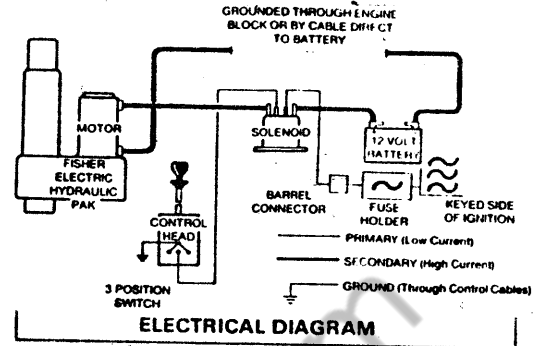 GROUNDED THROUGH ENGINE
BLOCK OR BY CABLE DIRECT
TO BATTERY
MOTOR
SOLENOID
12 VOLT
BATTERY
FISHER
ELECTRIC
HYDRAULIC
PAK
BARREL
CONNECTOR
FUSE
HOLDER
KEYED SIDE
OF IGNITION
CONTROL
HEAD
PRIMARY (Low Current)
SECONDARY (High Current)
3 POSITION
SWITCH
GROUND (Through Control Cables)
ELECTRICAL DIAGRAM